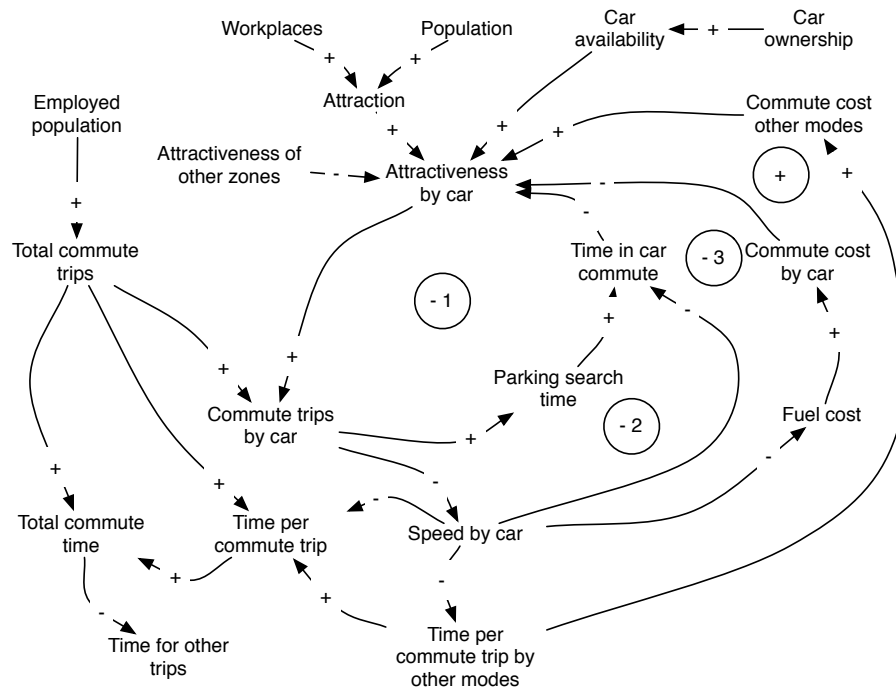 Workplaces
Population
Car
availability
+
Car
ownership
+
+
Employed
population
Attraction
Commute cost
other modes
+
+
+
Attractiveness of
other zones
-
Attractiveness
by car
+
+
-
+
-
Total commute
trips
Time in car
commute
- 3
Commute cost
by car
- 1
-
+
+
+
+
Parking search
time
Commute trips
by car
- 2
Fuel cost
+
-
+
+
-
-
Total commute
time
Time per
commute trip
Speed by car
+
-
+
-
Time for other
trips
Time per
commute trip by
other modes